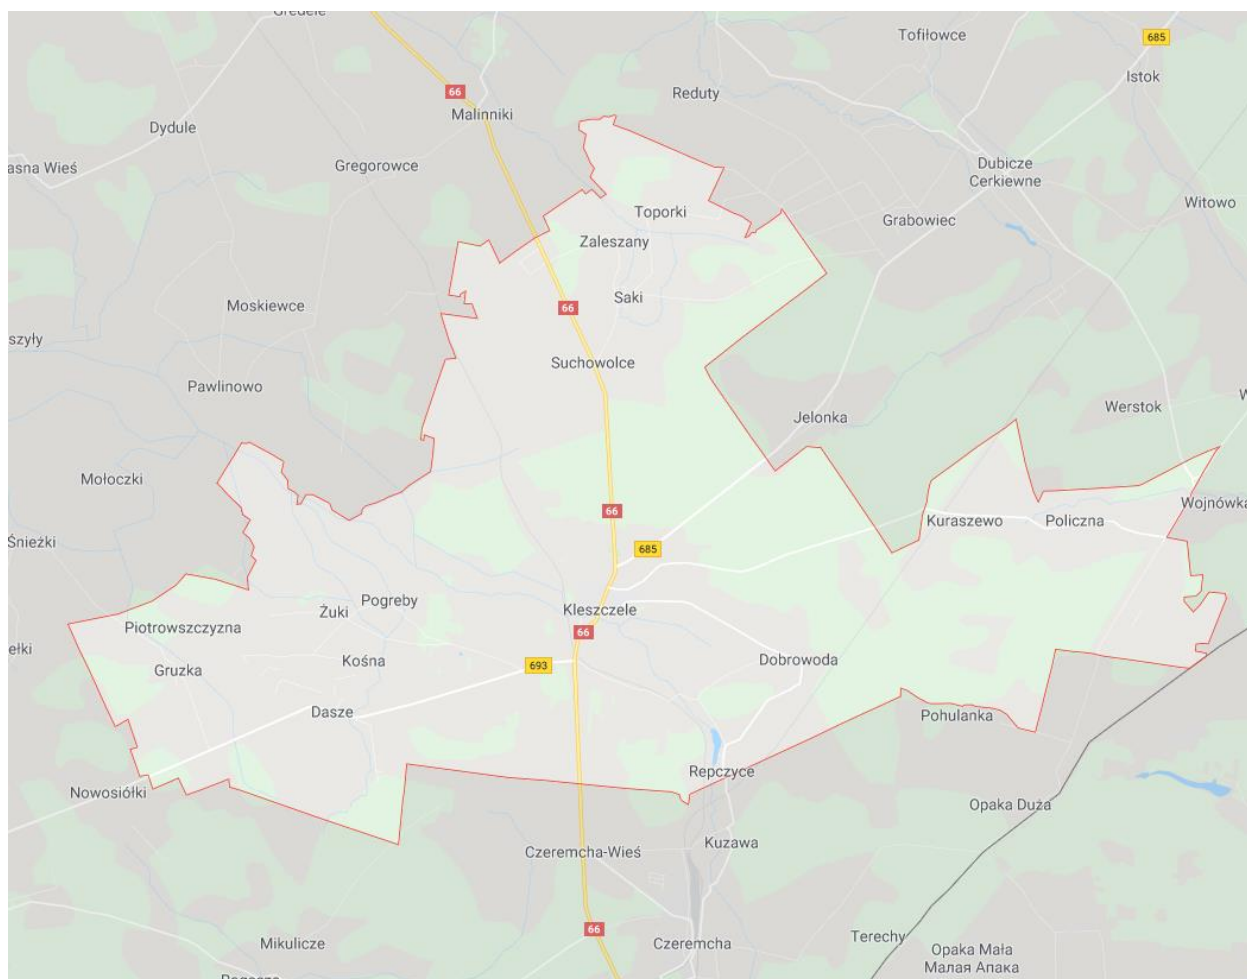 Gredele
Tofiłowce
685
Istok
66
Reduty
Malinniki
Dydule
asna Wieś
Gregorowce
Dubicze
Cerkiewne
Witowo
Toporki
Grabowiec
Zaleszany
Saki
Moskiewce
66
szyły
Suchowolce
Pawlinowo
Jelonka
Werstok
W
Mołoczki
Wojnówka
66
Kuraszewo
Policzna
Śnieżki
685
Pogreby
Żuki
Kleszczele
Piotrowszczyzna
66
ełki
Kośna
693
Dobrowoda
Gruzka
Dasze
Pohulanka
Repczyce
Nowosiółki
Opaka Duża
Kuzawa
Czeremcha-Wieś
66
Terechy
Mikulicze
Czeremcha
Opaka Mała
Малая Апака